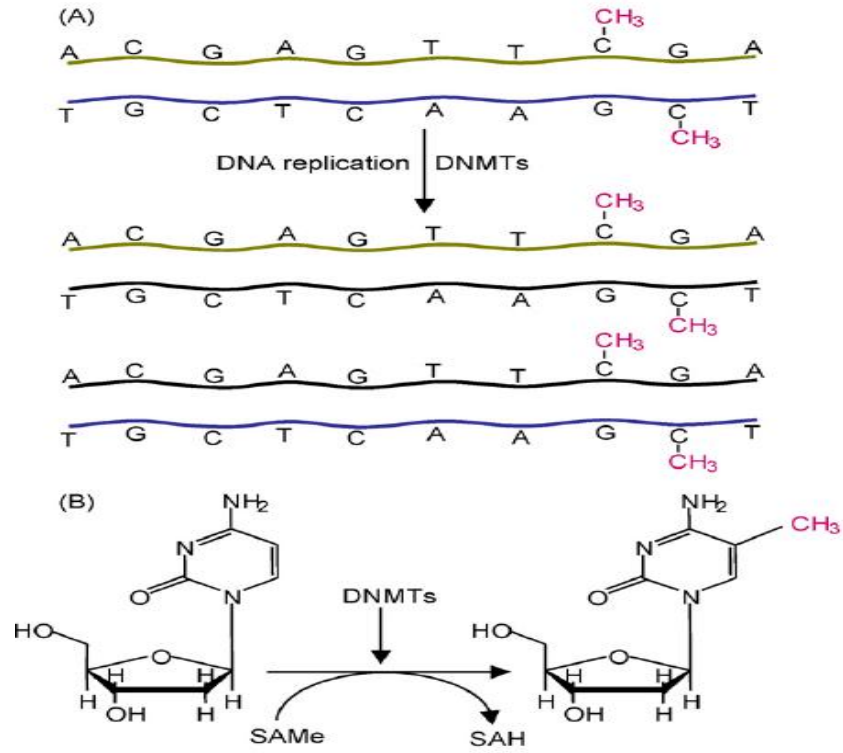 (A)
CH3
A C G A G T T C G A
T G C T C A A G C T
CH3
DNA replication DNMTs
CH3
A C G A G T T C G A
T G C T C A A G C T
CH3
CH3
A C G A G T T C G A
T G C T C A A G C T
CH3
(B)
NH2 NH2 CH3
N N
O N DNMTs O N
HO O HO O
H H H H H H H H
OH SAMe SAH OH